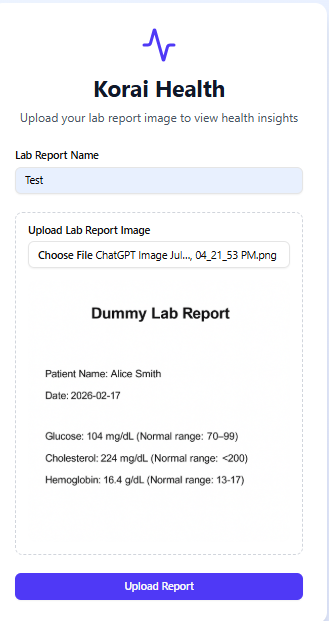 Korai Health
Upload your lab report image to view health insights
Lab Report Name
Test
Upload Lab Report Image
Choose File ChatGPT Image Jul..., 04_21_53 PM.png
Dummy Lab Report
Patient Name: Alice Smith
Date: 2026-02-17
Glucose: 104 mg/dL (Normal range: 70–99)
Cholesterol: 224 mg/dL (Normal range: <200)
Hemoglobin: 16.4 g/dL (Normal range: 13-17)
Upload Report